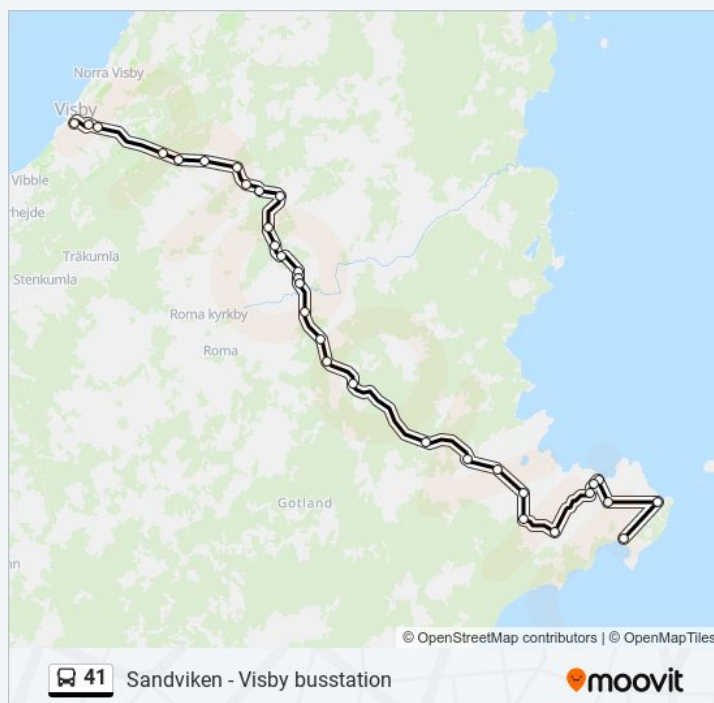 Norra Visby
Visby
Vibble
rhejde
Träkumla
Stenkumla
Roma kyrkby
Roma
Gotland
nn
© OpenStreetMap contributors | © OpenMapTiles
41 Sandviken - Visby busstation
moovit